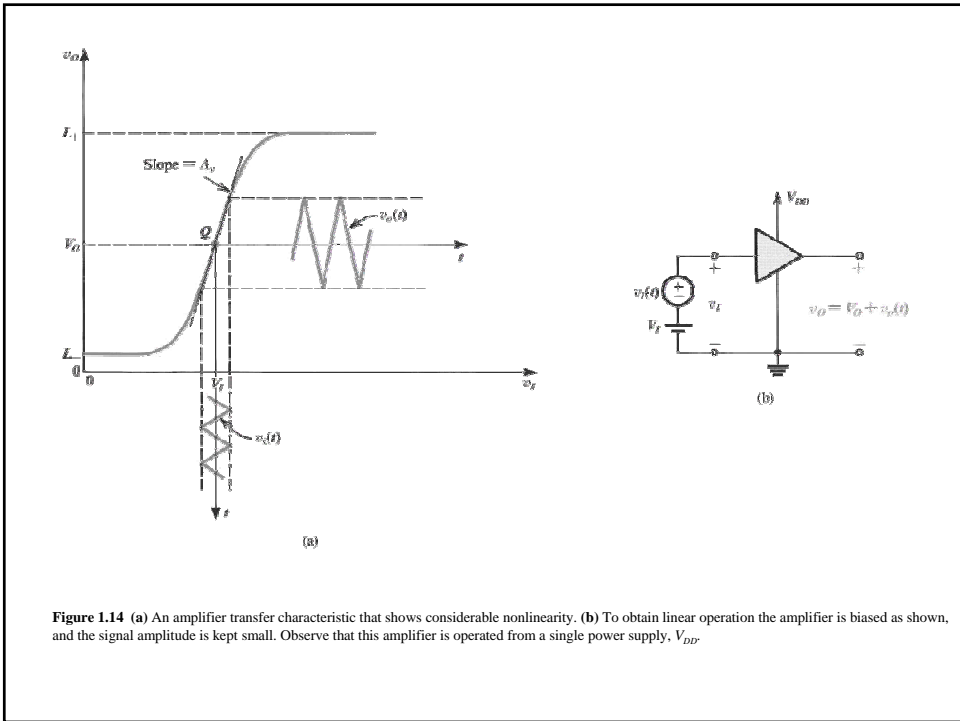 v_O
L_+
Slope = A_v
v_o(t)
Q
V_O
t
L_-
0
0
V_I
v_I
v_i(t)
t
(a)
V_DD
+
+
v_i(t)
+
−
v_I
V_I
v_O = V_O + v_o(t)
−
−
(b)
Figure 1.14 (a) An amplifier transfer characteristic that shows considerable nonlinearity. (b) To obtain linear operation the amplifier is biased as shown,
and the signal amplitude is kept small. Observe that this amplifier is operated from a single power supply, V_DD.